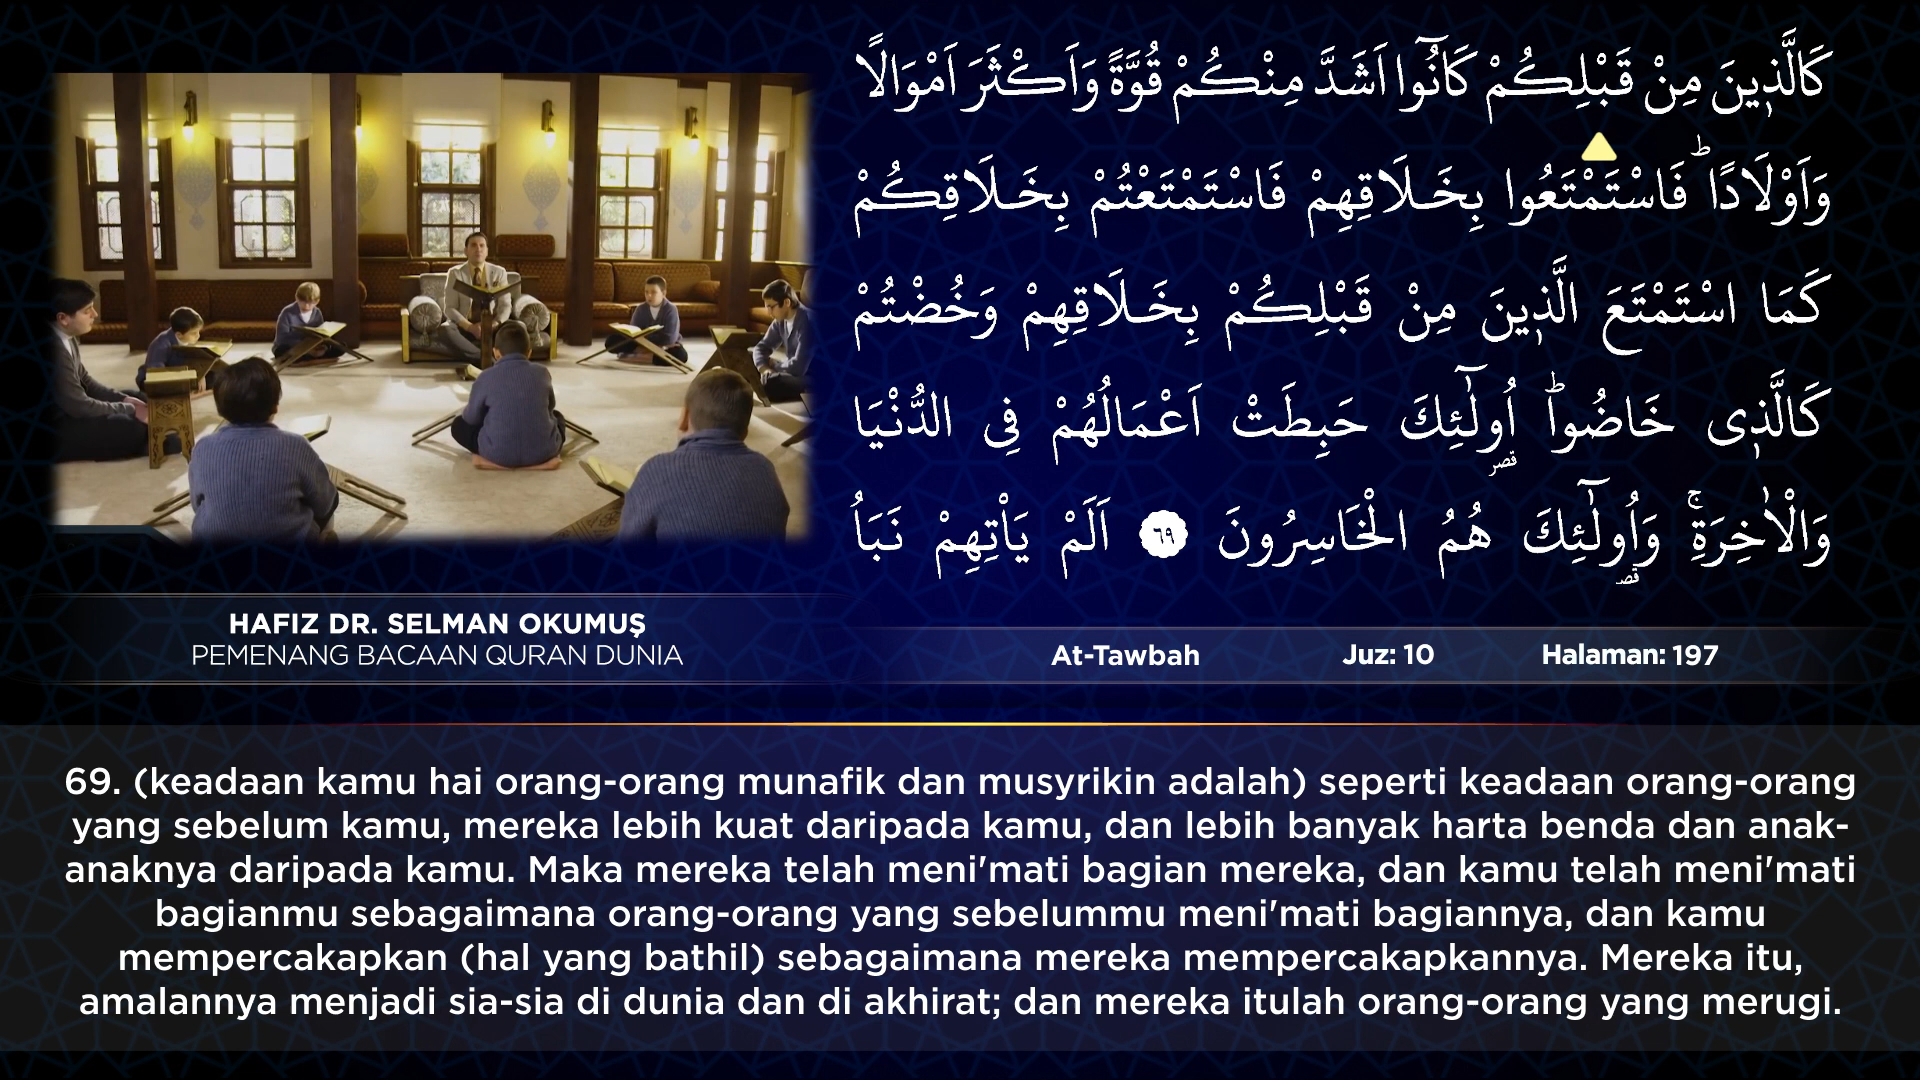 كَالَّذ۪ينَ مِنْ قَبْلِكُمْ كَانُٓوا اَشَدَّ مِنْكُمْ قُوَّةً وَاَكْثَرَ اَمْوَالًا
وَاَوْلَادًاۜ فَاسْتَمْتَعُوا بِخَلَاقِهِمْ فَاسْتَمْتَعْتُمْ بِخَلَاقِكُمْ
كَمَا اسْتَمْتَعَ الَّذ۪ينَ مِنْ قَبْلِكُمْ بِخَلَاقِهِمْ وَخُضْتُمْ
كَالَّذ۪ى خَاضُواۜ اُو۬لٰٓئِكَ حَبِطَتْ اَعْمَالُهُمْ فِى الدُّنْيَا
قصر
وَالْاٰخِرَةِۚ وَاُو۬لٰٓئِكَ هُمُ الْخَاسِرُونَ ٦٩ اَلَمْ يَاْتِهِمْ نَبَاُ
قصر
HAFIZ DR. SELMAN OKUMUŞ
PEMENANG BACAAN QURAN DUNIA
At-Tawbah Juz: 10 Halaman: 197
69. (keadaan kamu hai orang-orang munafik dan musyrikin adalah) seperti keadaan orang-orang
yang sebelum kamu, mereka lebih kuat daripada kamu, dan lebih banyak harta benda dan anak-
anaknya daripada kamu. Maka mereka telah meni'mati bagian mereka, dan kamu telah meni'mati
bagianmu sebagaimana orang-orang yang sebelummu meni'mati bagiannya, dan kamu
mempercakapkan (hal yang bathil) sebagaimana mereka mempercakapkannya. Mereka itu,
amalannya menjadi sia-sia di dunia dan di akhirat; dan mereka itulah orang-orang yang merugi.